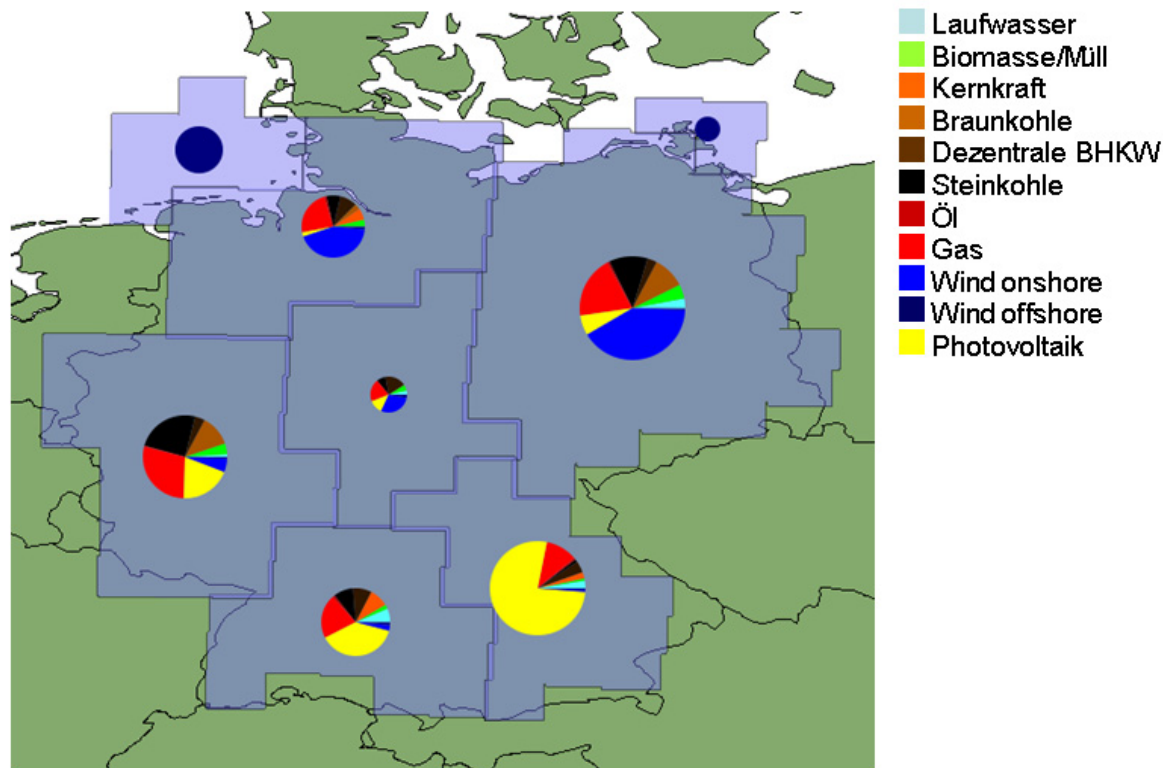 Laufwasser
Biomasse/Müll
Kernkraft
Braunkohle
Dezentrale BHKW
Steinkohle
Öl
Gas
Wind onshore
Wind offshore
Photovoltaik